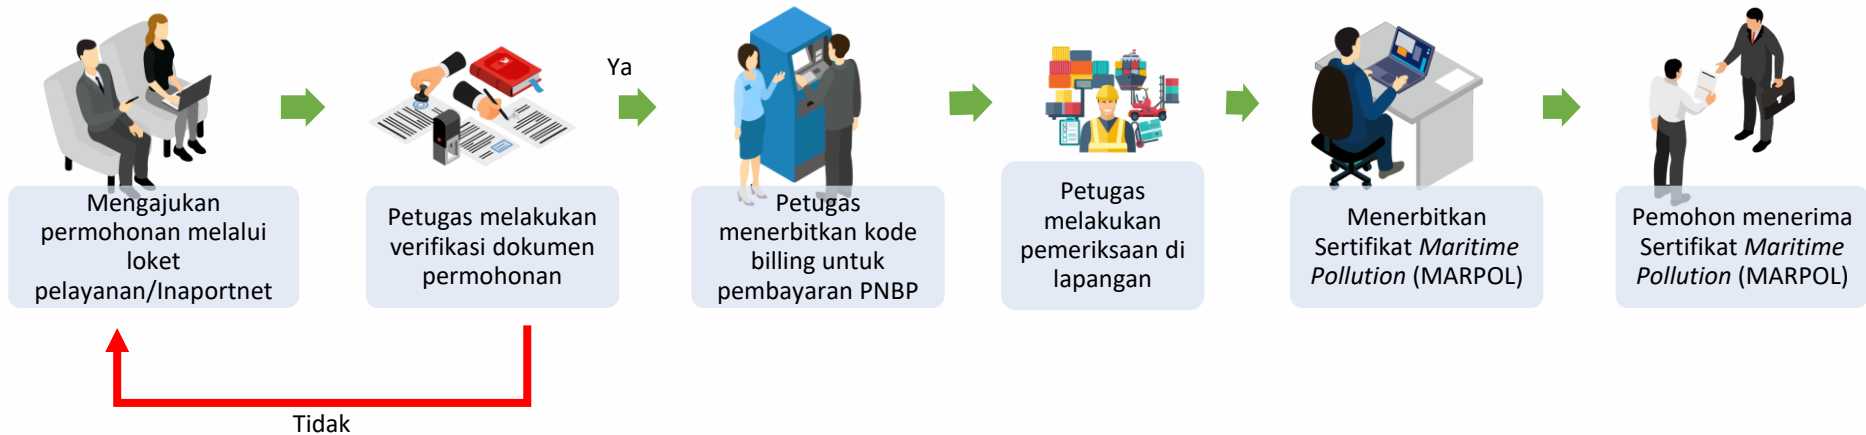 Mengajukan
permohonan melalui
loket
pelayanan/Inaportnet
Petugas melakukan
verifikasi dokumen
permohonan
Ya
Petugas
menerbitkan kode
billing untuk
pembayaran PNBP
Petugas
melakukan
pemeriksaan di
lapangan
Menerbitkan
Sertifikat Maritime
Pollution (MARPOL)
Pemohon menerima
Sertifikat Maritime
Pollution (MARPOL)
Tidak